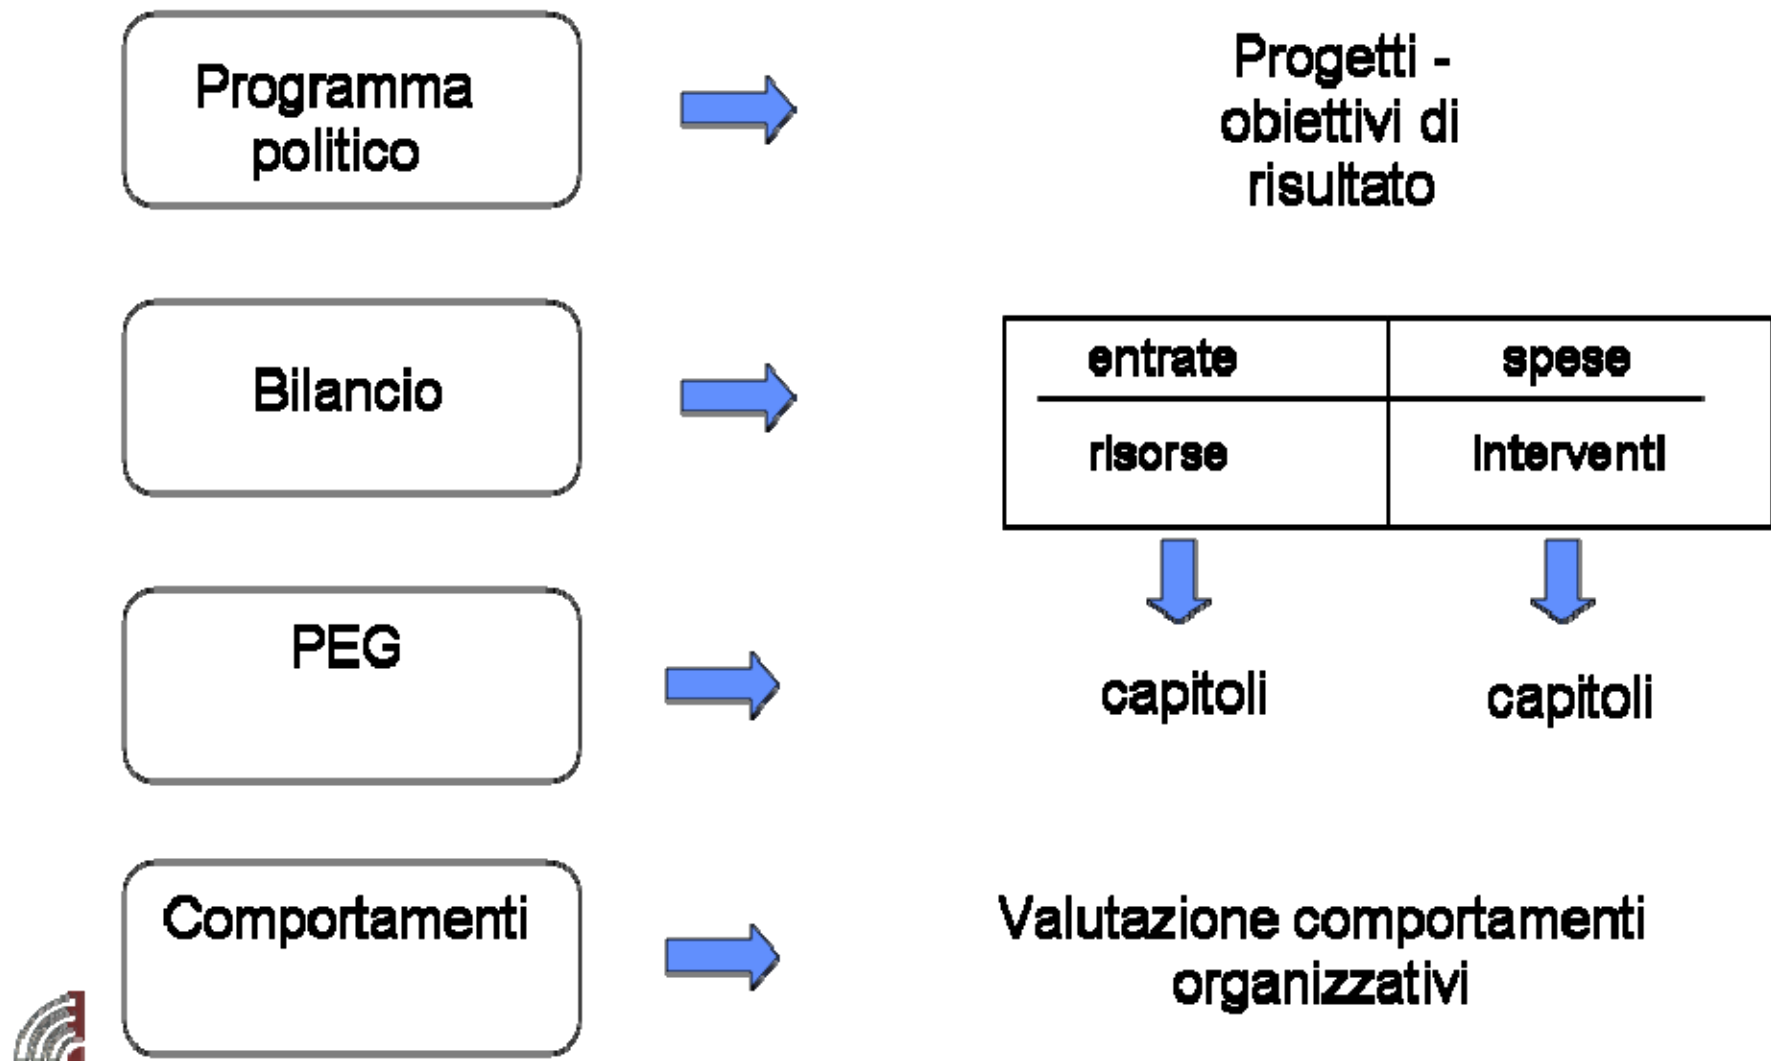 Programma
politico
Progetti -
obiettivi di
risultato
Bilancio
entrate
spese
risorse
interventi
PEG
capitoli
capitoli
Comportamenti
Valutazione comportamenti
organizzativi